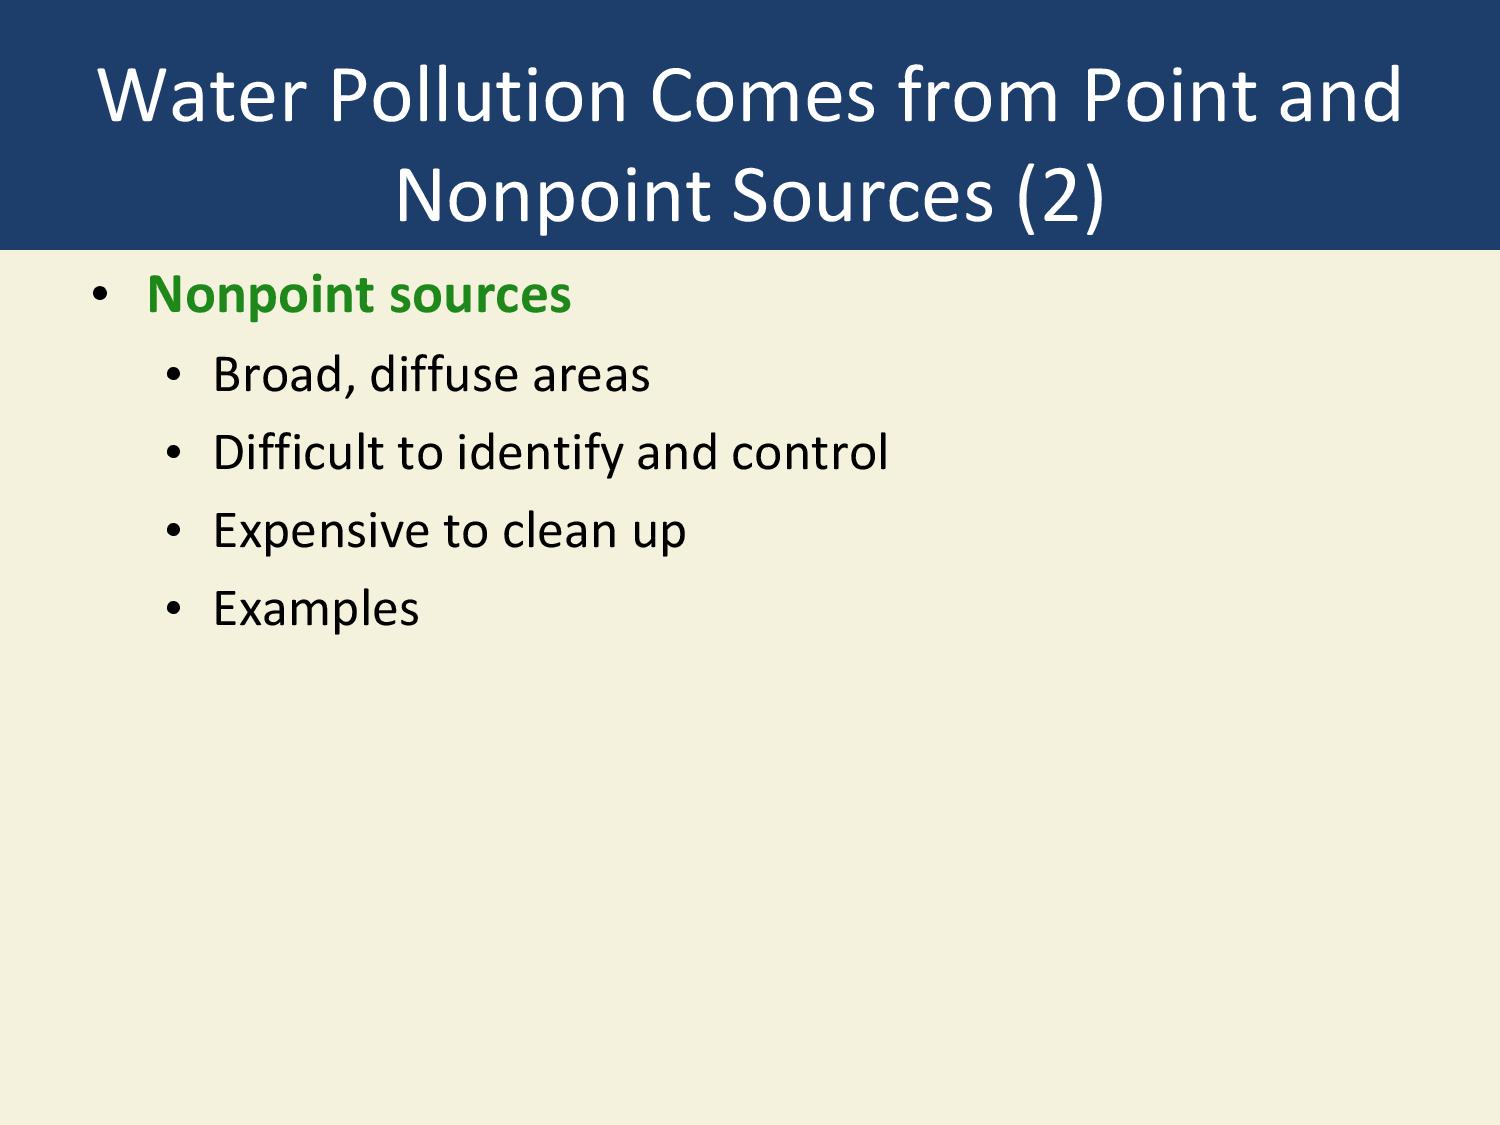 Water Pollution Comes from Point and
Nonpoint Sources (2)
• Nonpoint sources
• Broad, diffuse areas
• Difficult to identify and control
• Expensive to clean up
• Examples